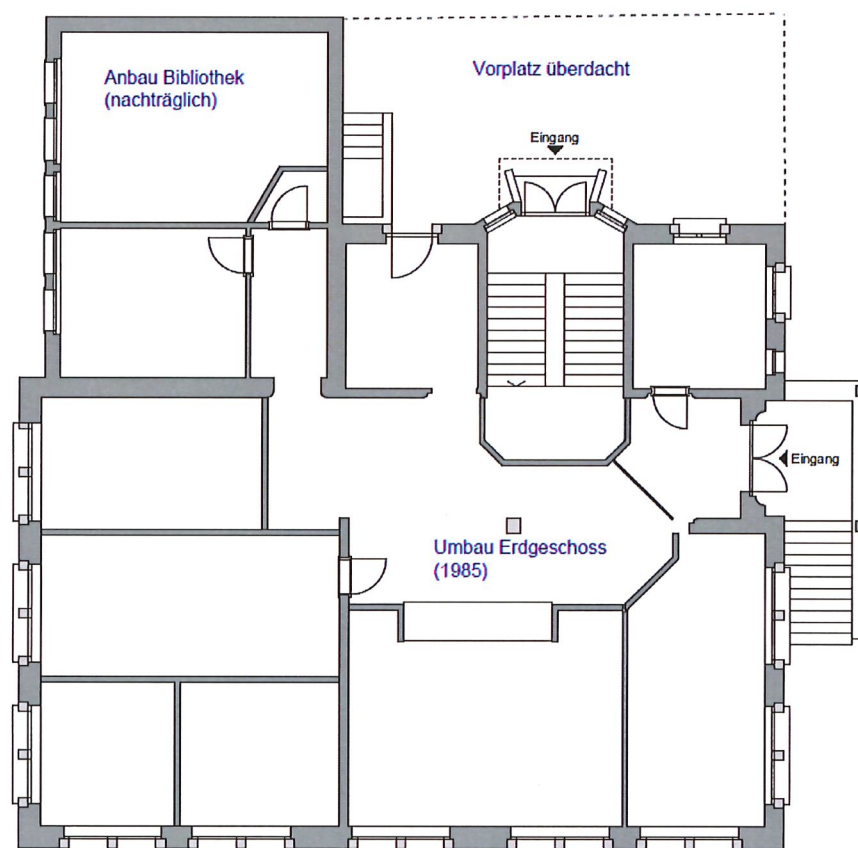 Anbau Bibliothek
(nachträglich)
Vorplatz überdacht
Eingang
Eingang
Umbau Erdgeschoss
(1985)